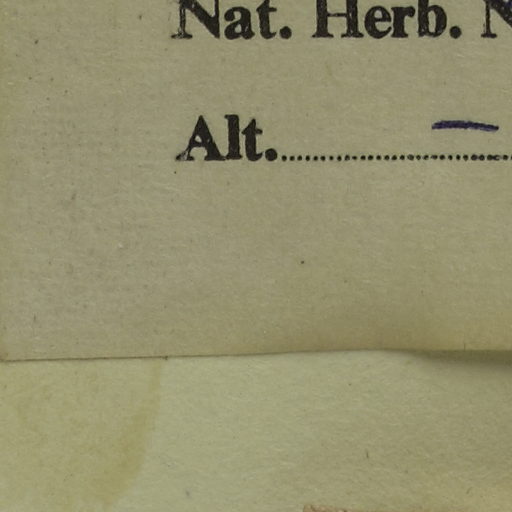 Nat. Herb. N
Alt. —